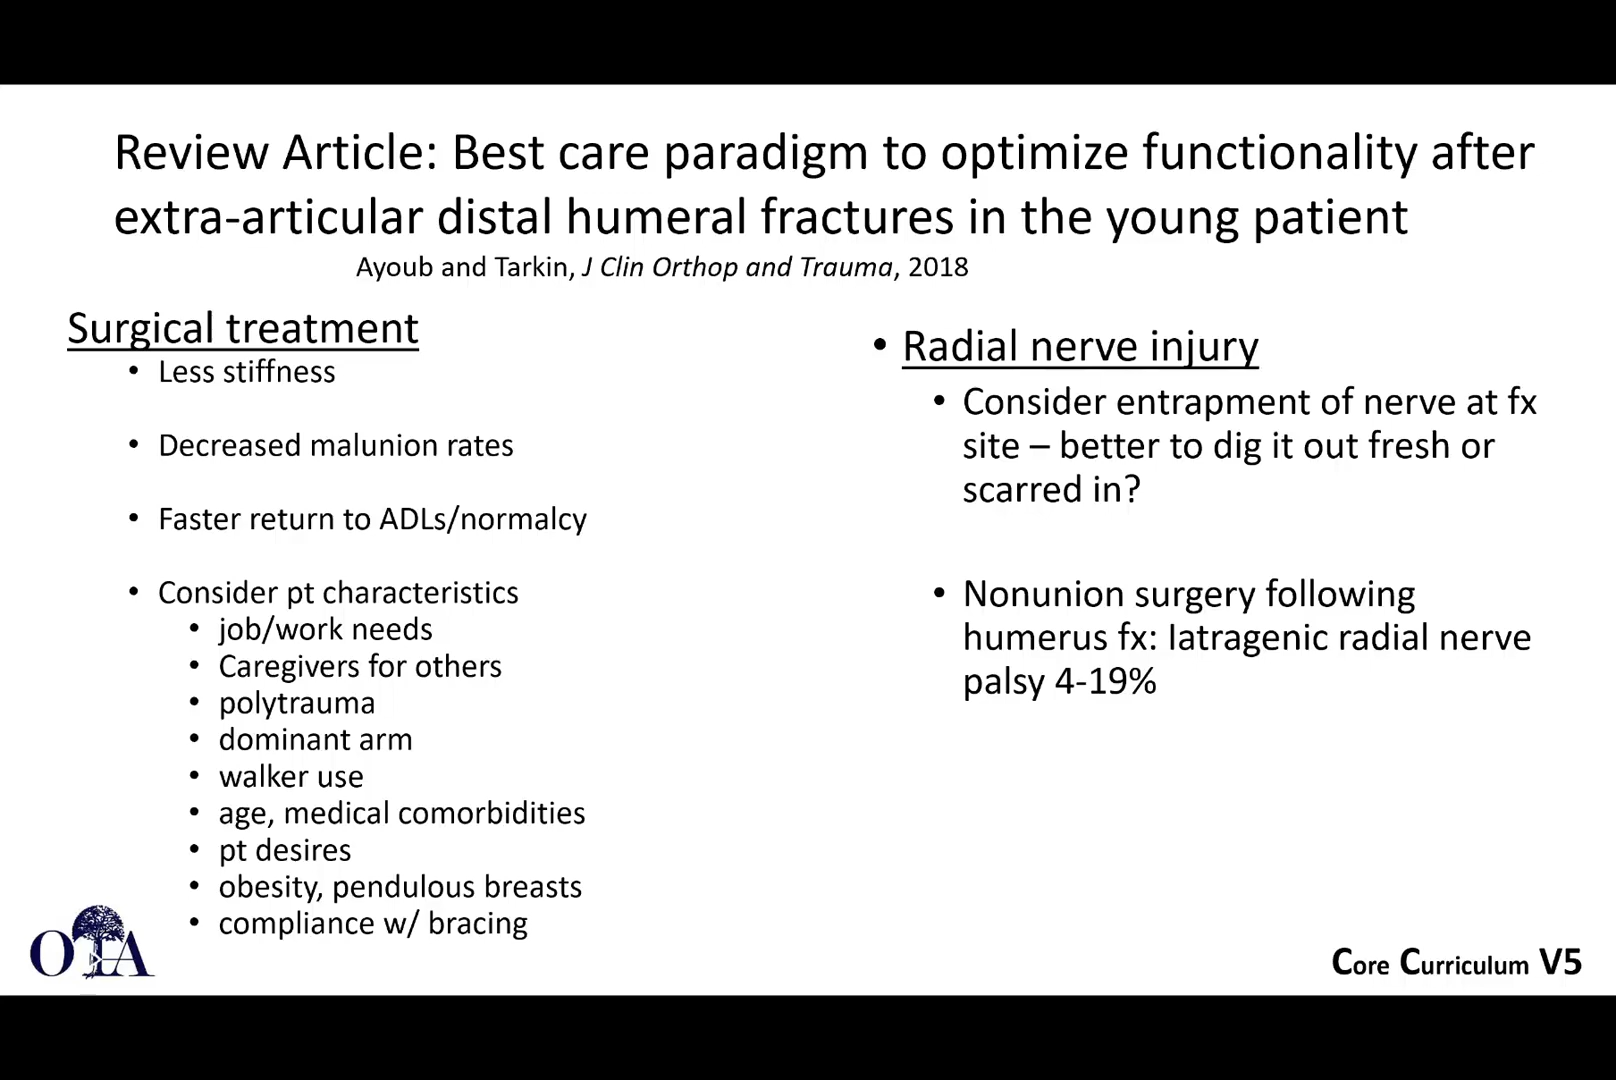 Review Article: Best care paradigm to optimize functionality after
extra-articular distal humeral fractures in the young patient
Ayoub and Tarkin, J Clin Orthop and Trauma, 2018
Surgical treatment
• Less stiffness
• Decreased malunion rates
• Faster return to ADLs/normalcy
• Consider pt characteristics
• job/work needs
• Caregivers for others
• polytrauma
• dominant arm
• walker use
• age, medical comorbidities
• pt desires
• obesity, pendulous breasts
• compliance w/ bracing
• Radial nerve injury
• Consider entrapment of nerve at fx
site – better to dig it out fresh or
scarred in?
• Nonunion surgery following
humerus fx: Iatragenic radial nerve
palsy 4-19%
OTA
Core Curriculum V5